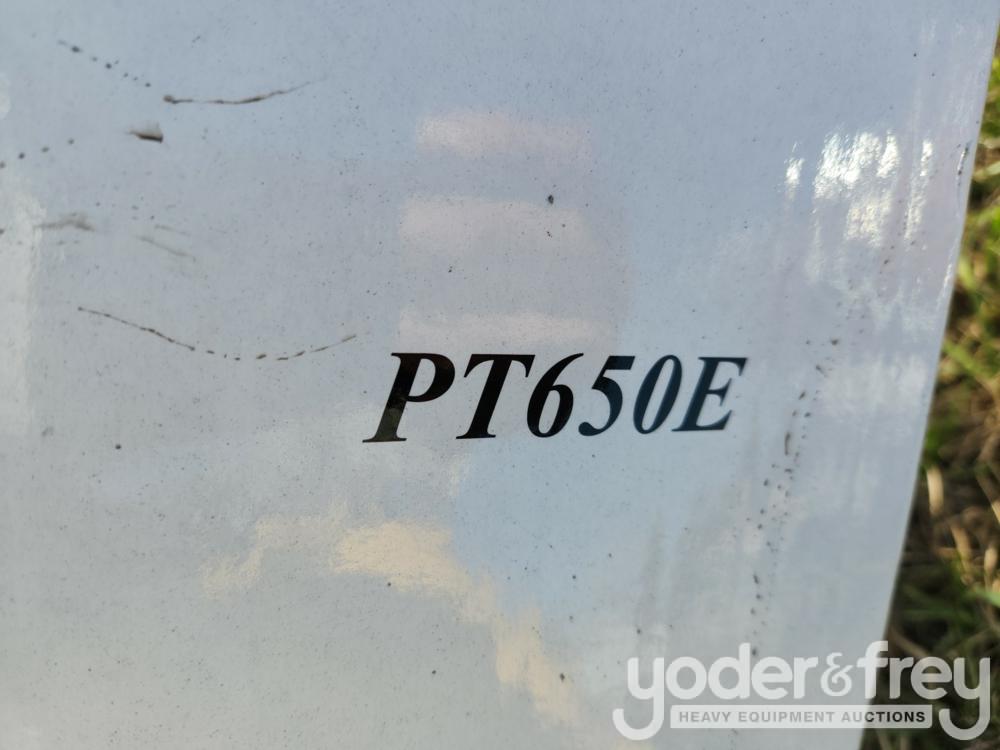 PT650E
yoder&frey
HEAVY EQUIPMENT AUCTIONS